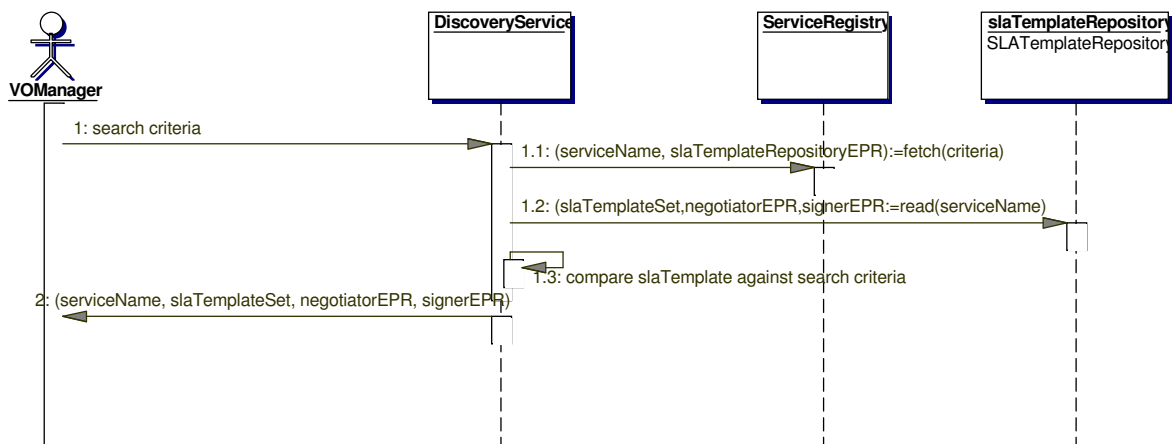 DiscoveryService
ServiceRegistry
slaTemplateRepository
SLATemplateRepository
VOManager
1: search criteria
1.1: (serviceName, slaTemplateRepositoryEPR):=fetch(criteria)
1.2: (slaTemplateSet,negotiatorEPR,signerEPR:=read(serviceName)
1.3: compare slaTemplate against search criteria
2: (serviceName, slaTemplateSet, negotiatorEPR, signerEPR)